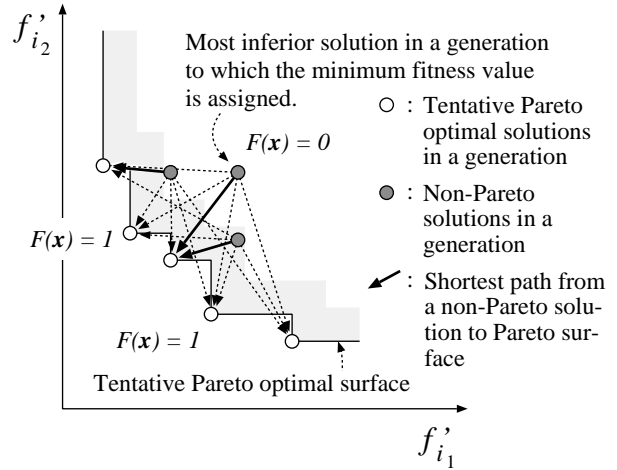 f'i2
Most inferior solution in a generation
to which the minimum fitness value
is assigned.
F(x) = 0
F(x) = 1
F(x) = 1
Tentative Pareto optimal surface
f'i1
: Tentative Pareto
optimal solutions
in a generation
: Non-Pareto
solutions in a
generation
: Shortest path from
a non-Pareto solu-
tion to Pareto sur-
face